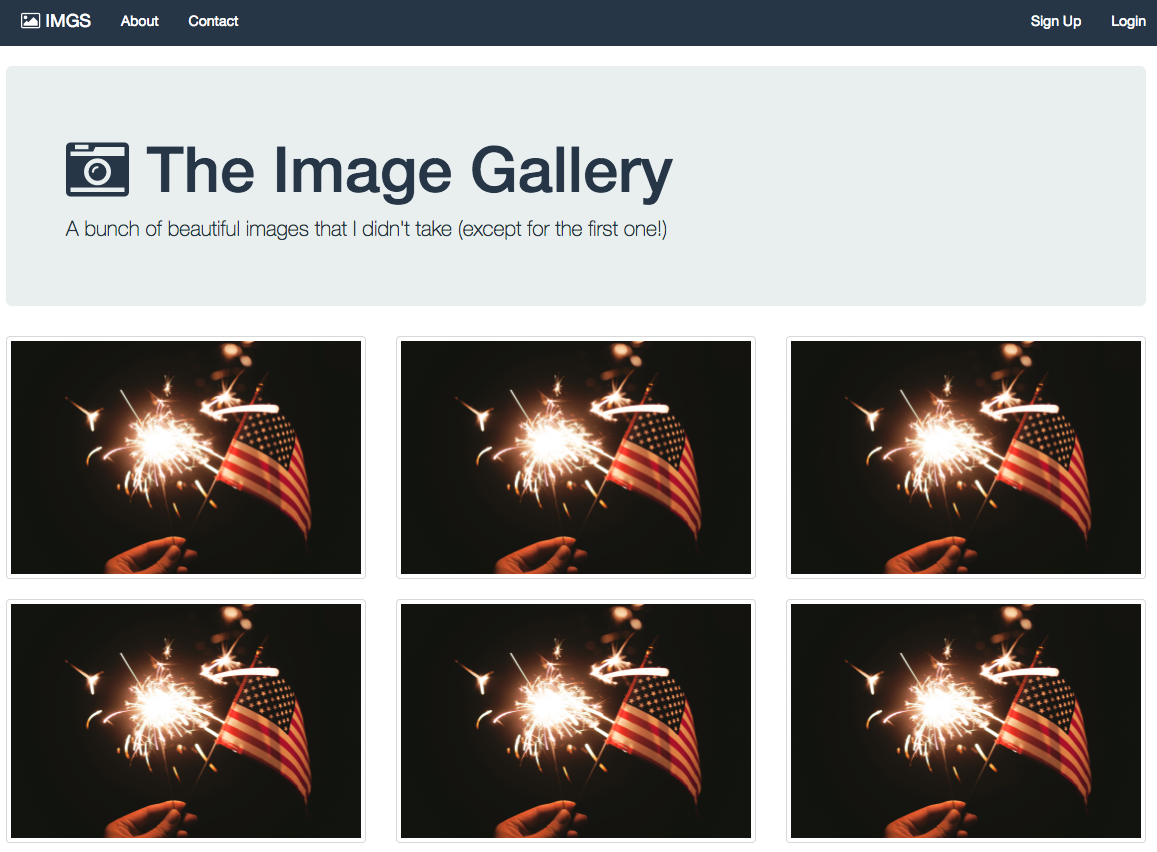 IMGS About Contact Sign Up Login
The Image Gallery
A bunch of beautiful images that I didn't take (except for the first one!)